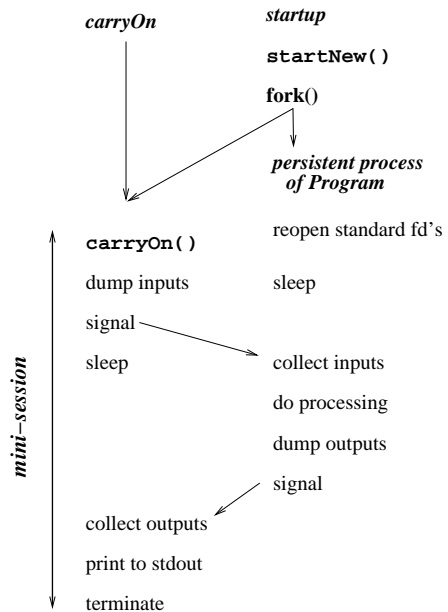 carryOn
startup
startNew()
fork()
persistent process
of Program
reopen standard fd's
carryOn()
dump inputs
sleep
signal
sleep
collect inputs
do processing
dump outputs
signal
collect outputs
print to stdout
terminate
mini-session